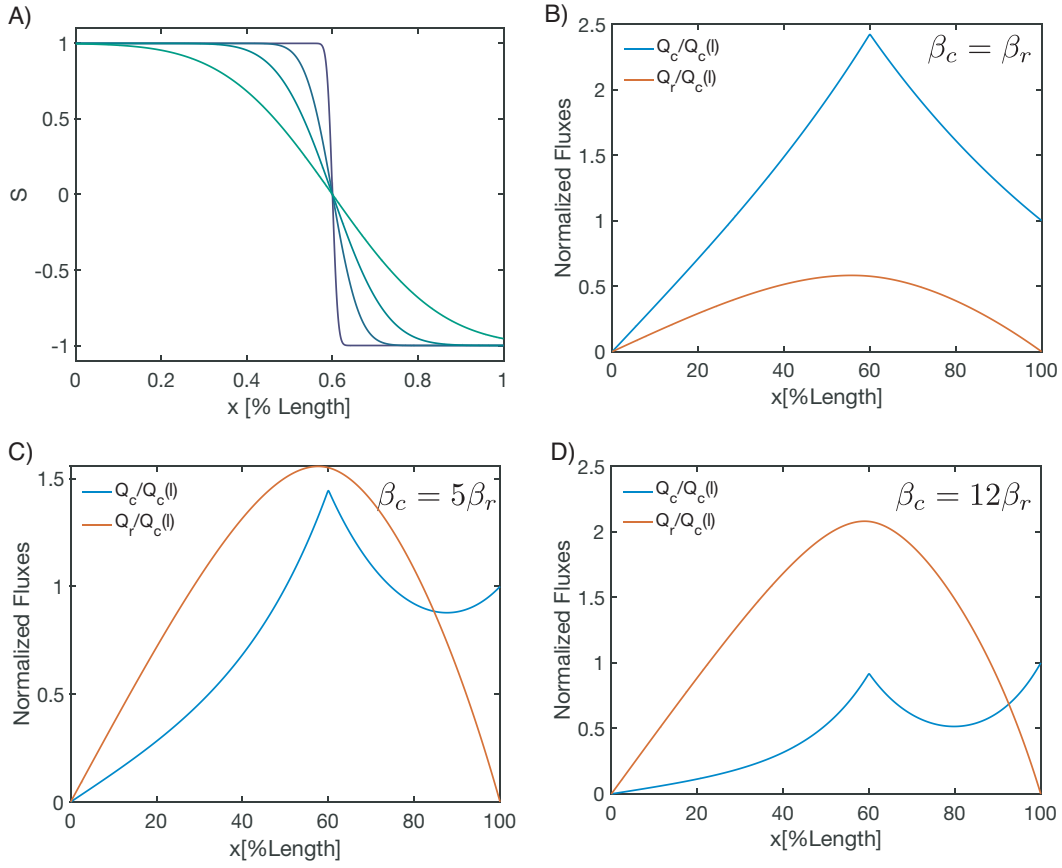 A)
S
1
0.5
0
-0.5
-1
0
0.2
0.4
0.6
0.8
1
x [% Length]
B)
Normalized Fluxes
2.5
2
1.5
1
0.5
0
Q_c/Q_c(l)
Q_r/Q_c(l)
β_c = β_r
0
20
40
60
80
100
x[%Length]
C)
Normalized Fluxes
1.5
1
0.5
0
Q_c/Q_c(l)
Q_r/Q_c(l)
β_c = 5β_r
0
20
40
60
80
100
x[%Length]
D)
Normalized Fluxes
2.5
2
1.5
1
0.5
0
Q_c/Q_c(l)
Q_r/Q_c(l)
β_c = 12β_r
0
20
40
60
80
100
x[%Length]